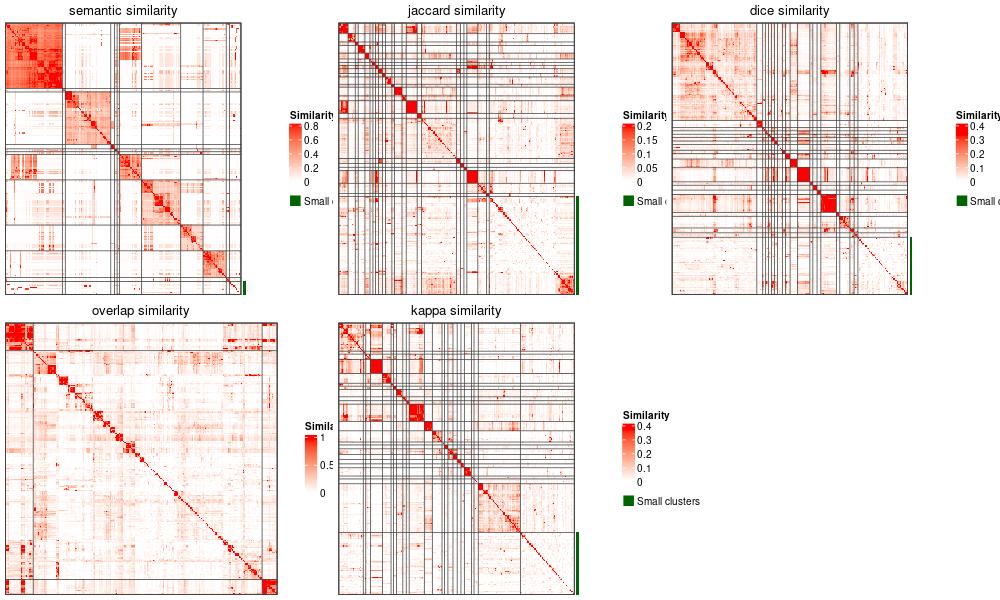 semantic similarity
jaccard similarity
dice similarity
Similarity
0.8
0.6
0.4
0.2
0
Small
Similarity
0.2
0.15
0.1
0.05
0
Small
Similarity
0.4
0.3
0.2
0.1
0
Small
overlap similarity
kappa similarity
Simila
1
0.5
0
Similarity
0.4
0.3
0.2
0.1
0
Small clusters